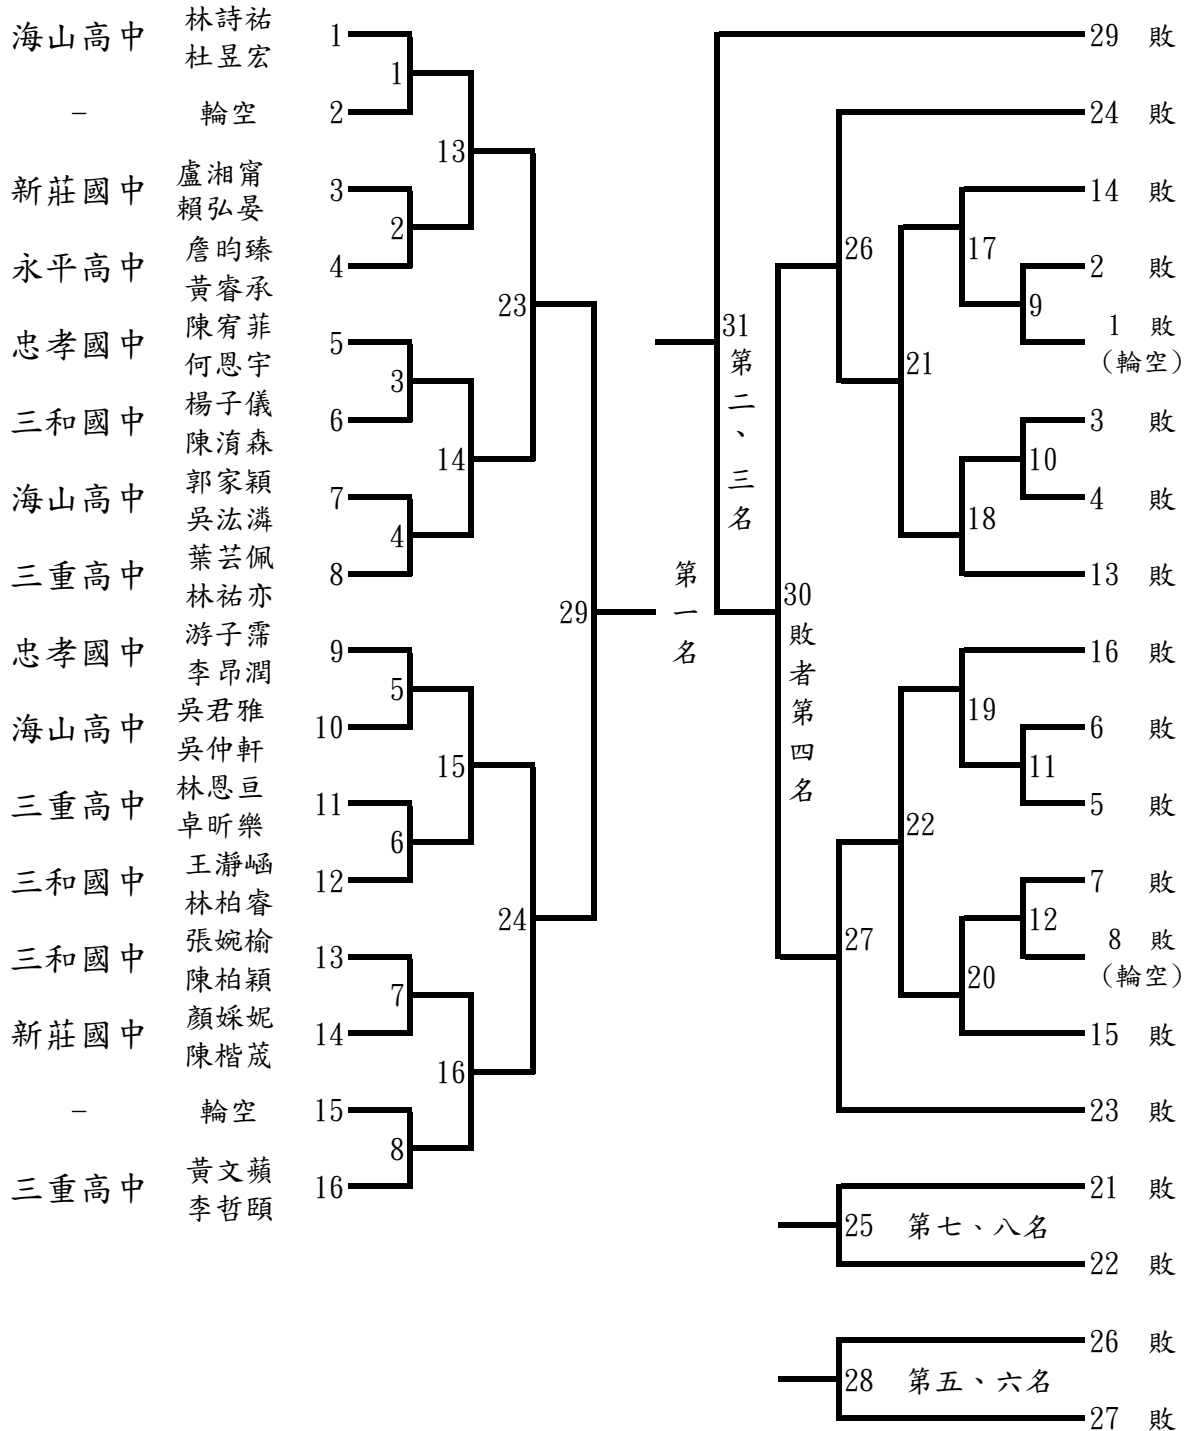 海山高中 林詩祐 1
杜昱宏
1
- 輪空 2
13
新莊國中 盧湘甯 3
賴弘晏
2
永平高中 詹昀臻 4
黃睿承
23
忠孝國中 陳宥菲 5
何恩宇
3
三和國中 楊子儀 6
陳淯森
14
海山高中 郭家穎 7
吳汯潾
4
三重高中 葉芸佩 8
林祐亦
29
第一名
忠孝國中 游子霈 9
李昂潤
5
海山高中 吳君雅 10
吳仲軒
15
三重高中 林恩亘 11
卓昕樂
6
三和國中 王瀞崡 12
林柏睿
24
三和國中 張婉榆 13
陳柏穎
7
新莊國中 顏婇妮 14
陳楷荿
16
- 輪空 15
8
三重高中 黃文蘋 16
李哲頤
29 敗
24 敗
14 敗
26
17
2 敗
9
1 敗
(輪空)
31
第二、三名
21
3 敗
10
4 敗
18
13 敗
30
敗者第四名
16 敗
19
6 敗
11
5 敗
22
7 敗
12
8 敗
(輪空)
27
20
15 敗
23 敗
21 敗
25 第七、八名
22 敗
26 敗
28 第五、六名
27 敗